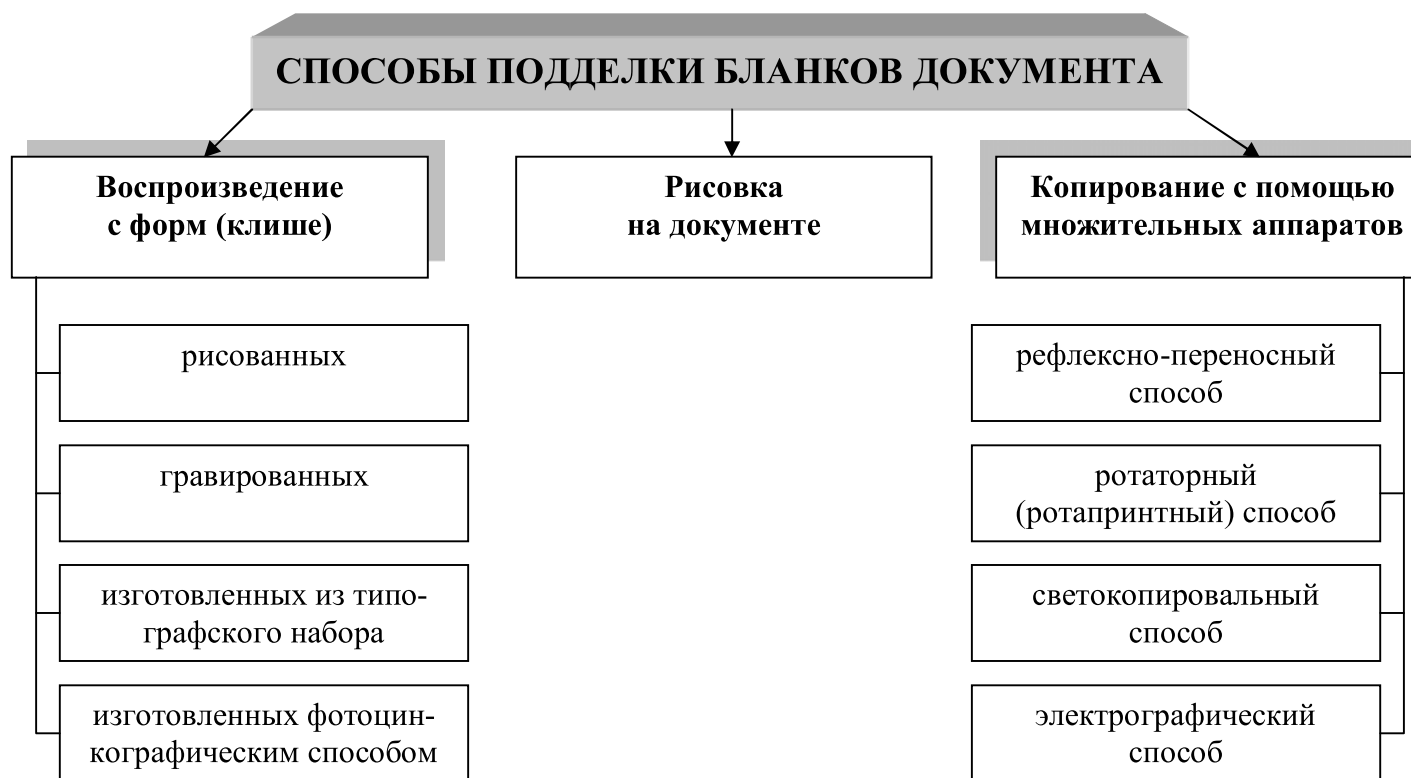 СПОСОБЫ ПОДДЕЛКИ БЛАНКОВ ДОКУМЕНТА
Воспроизведение
с форм (клише)
рисованных
гравированных
изготовленных из типо-
графского набора
изготовленных фотоцин-
кографическим способом
Рисовка
на документе
Копирование с помощью
множительных аппаратов
рефлексно-переносный
способ
ротаторный
(ротапринтный) способ
светокопировальный
способ
электрографический
способ